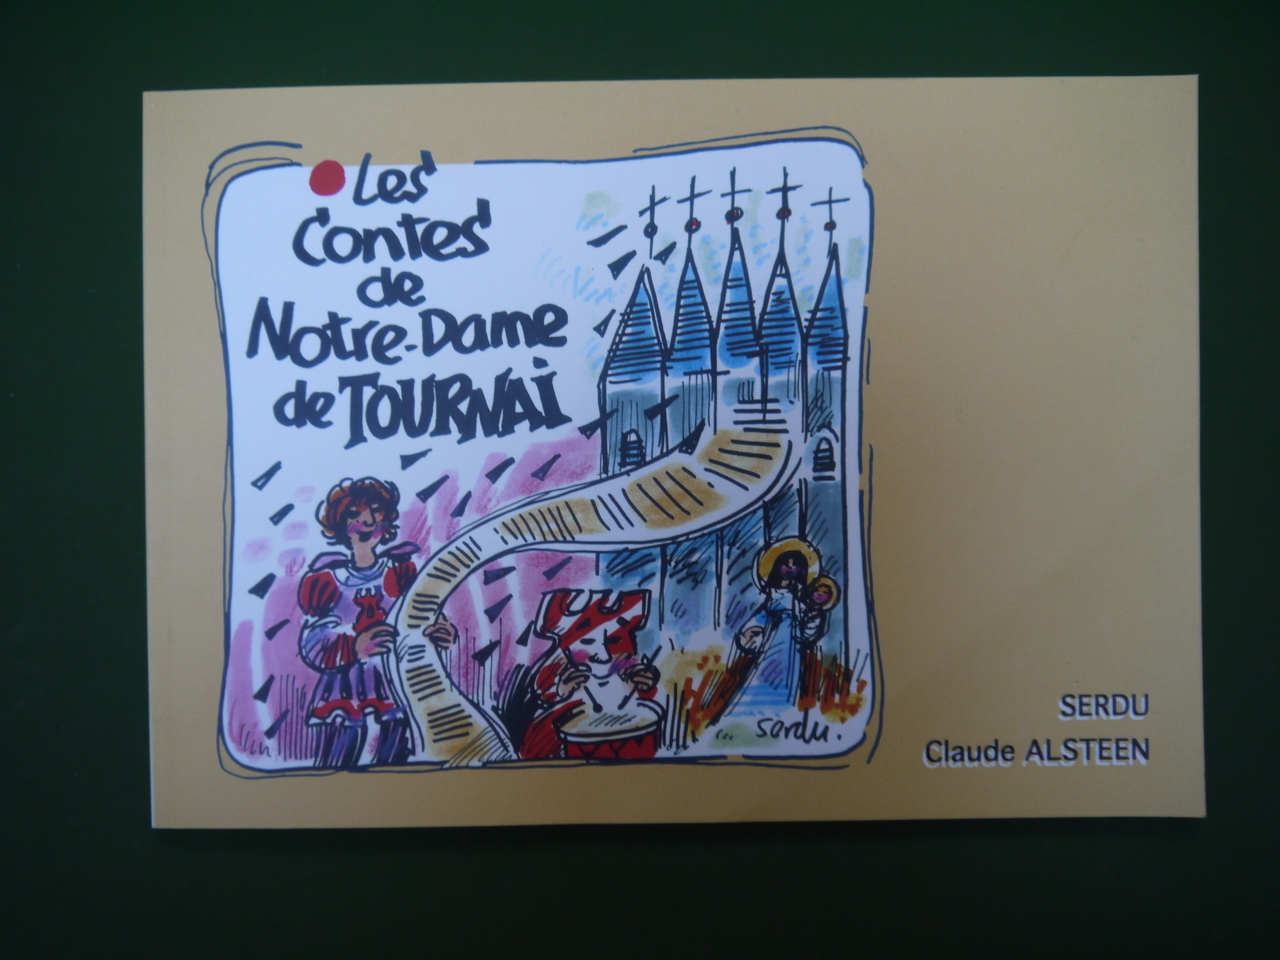 Les
Contes
de
Notre-Dame
de TOURNAi
serdu.
SERDU
Claude ALSTEEN